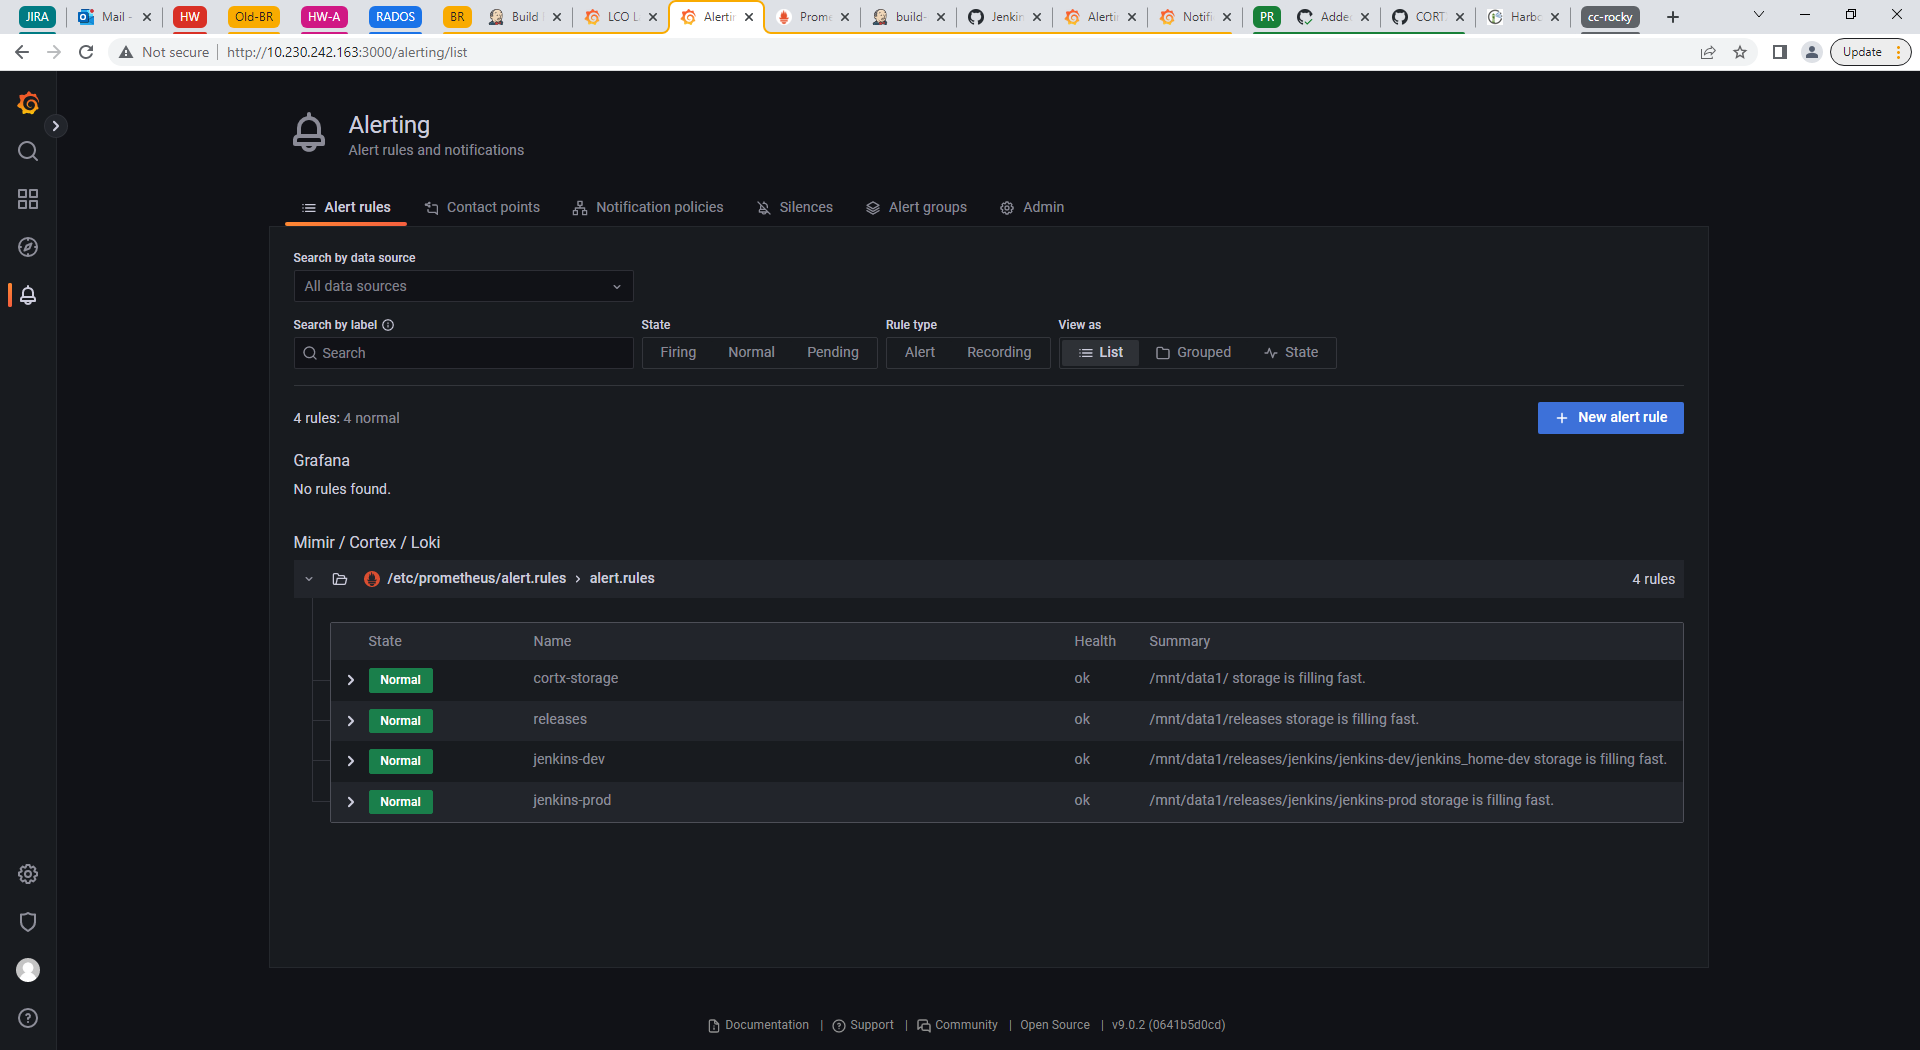 JIRA Mail - HW Old-BR HW-A RADOS BR Build LCO L Alertin Prome build- Jenkin Alertin Notifi PR Added CORT Harbo cc-rocky
Not secure http://10.230.242.163:3000/alerting/list Update
Alerting
Alert rules and notifications
Alert rules Contact points Notification policies Silences Alert groups Admin
Search by data source
All data sources
Search by label State Rule type View as
Search Firing Normal Pending Alert Recording List Grouped State
4 rules: 4 normal + New alert rule
Grafana
No rules found.
Mimir / Cortex / Loki
/etc/prometheus/alert.rules > alert.rules 4 rules
State Name Health Summary
Normal cortx-storage ok /mnt/data1/ storage is filling fast.
Normal releases ok /mnt/data1/releases storage is filling fast.
Normal jenkins-dev ok /mnt/data1/releases/jenkins/jenkins-dev/jenkins_home-dev storage is filling fast.
Normal jenkins-prod ok /mnt/data1/releases/jenkins/jenkins-prod storage is filling fast.
Documentation | Support | Community | Open Source | v9.0.2 (0641b5d0cd)